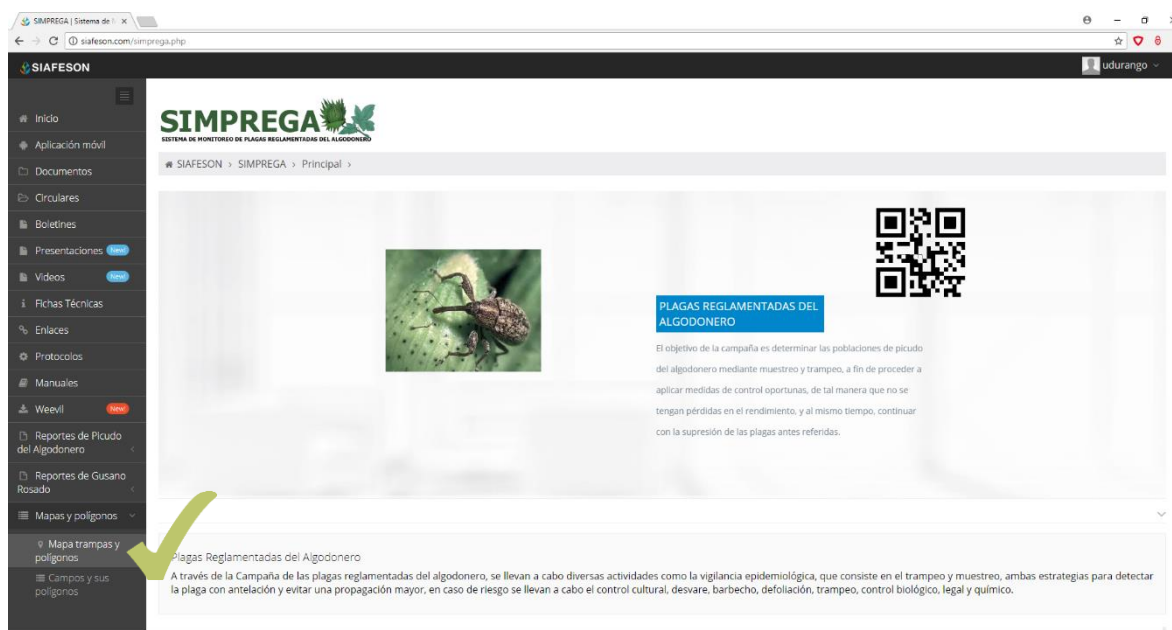 SIMPREGA | Sistema de
siafeson.com/simprega.php
SIAFESON
udurango
Inicio
Aplicación móvil
Documentos
Circulares
Boletines
Presentaciones New!
Videos New!
Fichas Técnicas
Enlaces
Protocolos
Manuales
Weevil New!
Reportes de Picudo
del Algodonero
Reportes de Gusano
Rosado
Mapas y polígonos
Mapa trampas y
polígonos
Campos y sus
polígonos
SIMPREGA
SISTEMA DE MONITOREO DE PLAGAS REGLAMENTADAS DEL ALGODONERO
SIAFESON > SIMPREGA > Principal >
PLAGAS REGLAMENTADAS DEL
ALGODONERO
El objetivo de la campaña es determinar las poblaciones de picudo
del algodonero mediante muestreo y trampeo, a fin de proceder a
aplicar medidas de control oportunas, de tal manera que no se
tengan pérdidas en el rendimiento, y al mismo tiempo, continuar
con la supresión de las plagas antes referidas.
Plagas Reglamentadas del Algodonero
A través de la Campaña de las plagas reglamentadas del algodonero, se llevan a cabo diversas actividades como la vigilancia epidemiológica, que consiste en el trampeo y muestreo, ambas estrategias para detectar
la plaga con antelación y evitar una propagación mayor, en caso de riesgo se llevan a cabo el control cultural, desvare, barbecho, defoliación, trampeo, control biológico, legal y químico.